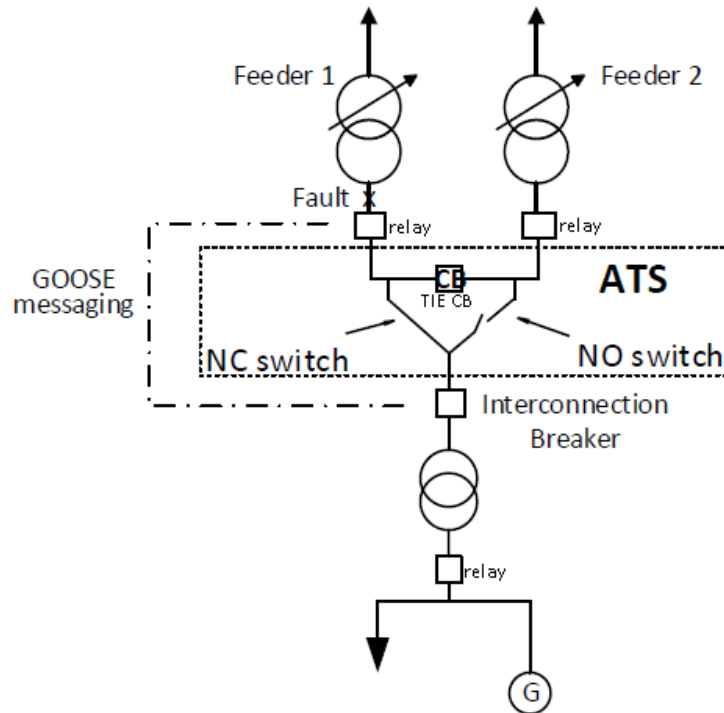 Feeder 1
Feeder 2
Fault x
relay
relay
GOOSE
messaging
CB
ATS
TIE CB
NC switch
NO switch
Interconnection
Breaker
relay
G